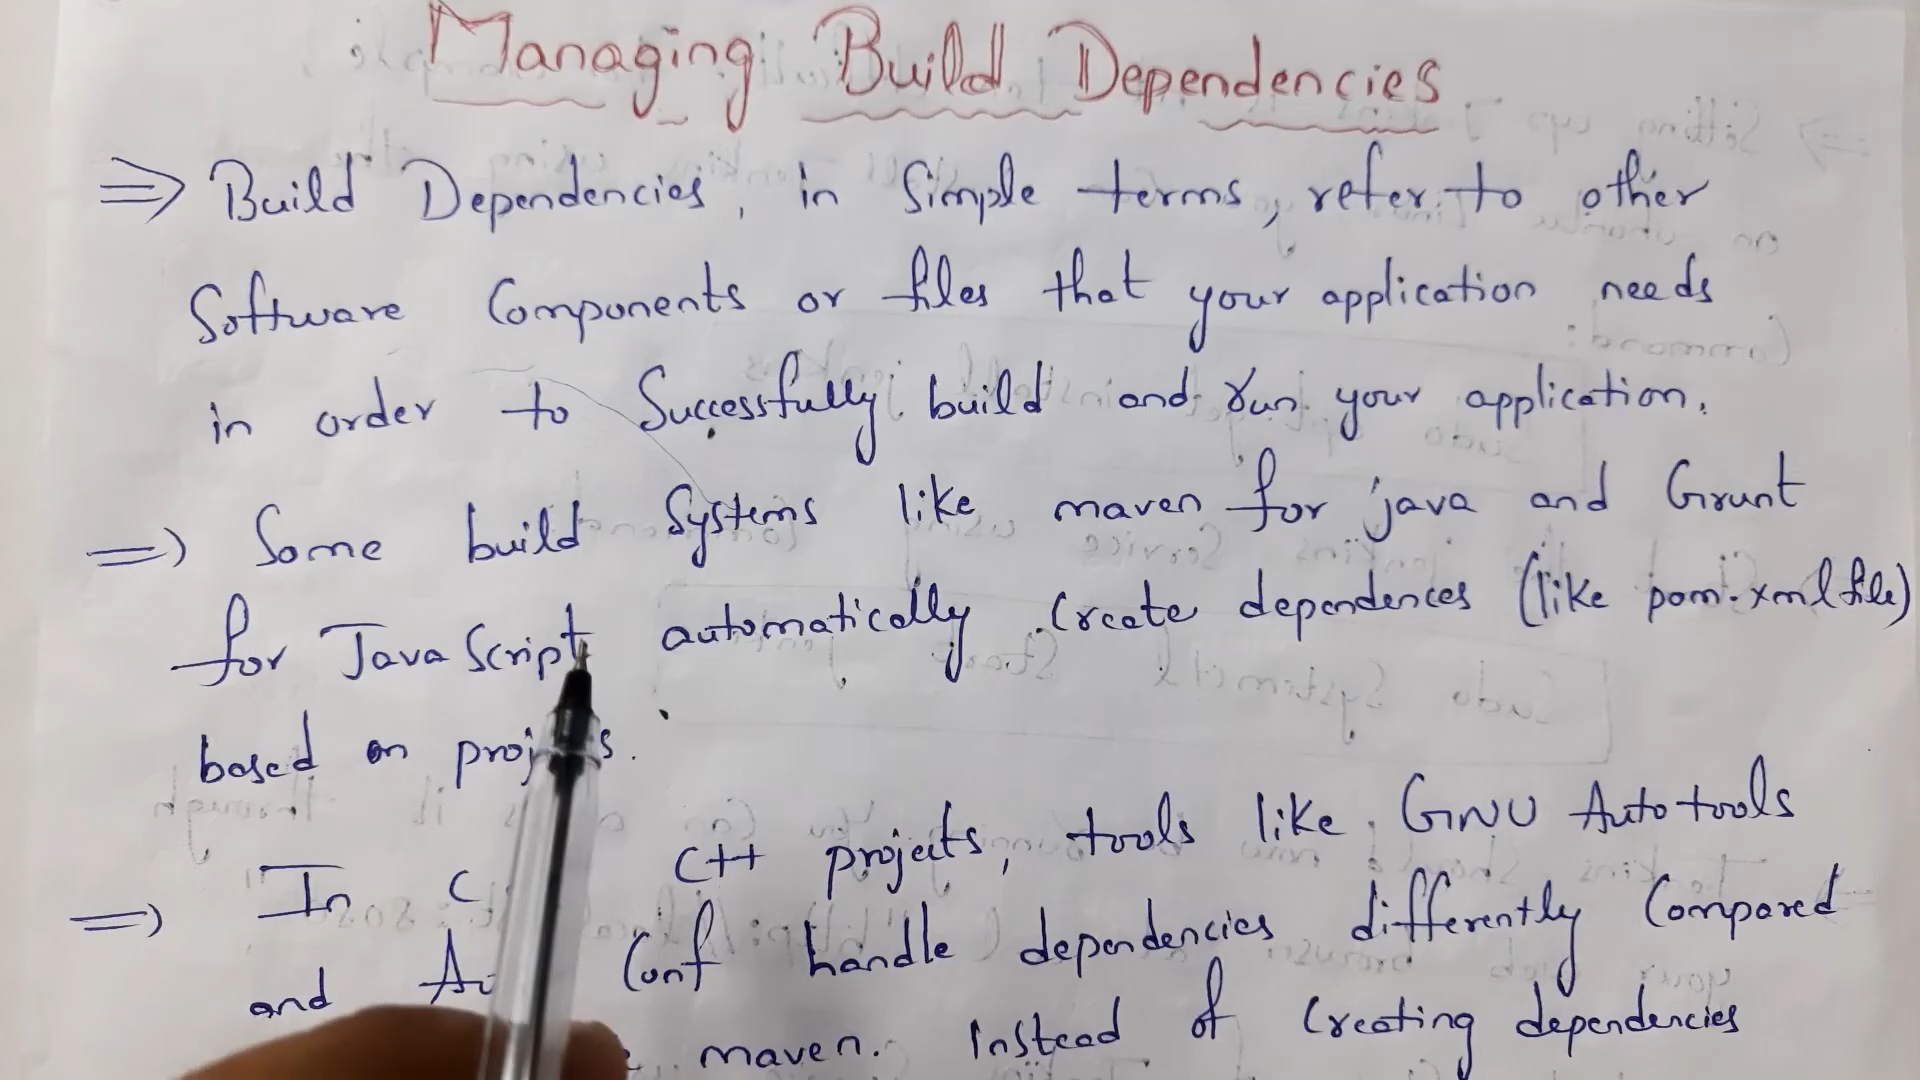 Managing Build Dependencies
=> Build Dependencies, in Simple terms, refer to other
Software Components or files that your application needs
in order to Successfully build and run your application.
=> Some build Systems like maven for java and Grunt
for JavaScript automatically create dependences (like pom.xml file)
based on
=> In C C++ projects, tools like GNU Autotools
and Conf handle dependencies differently Compared
maven. Instead of Creating dependencies